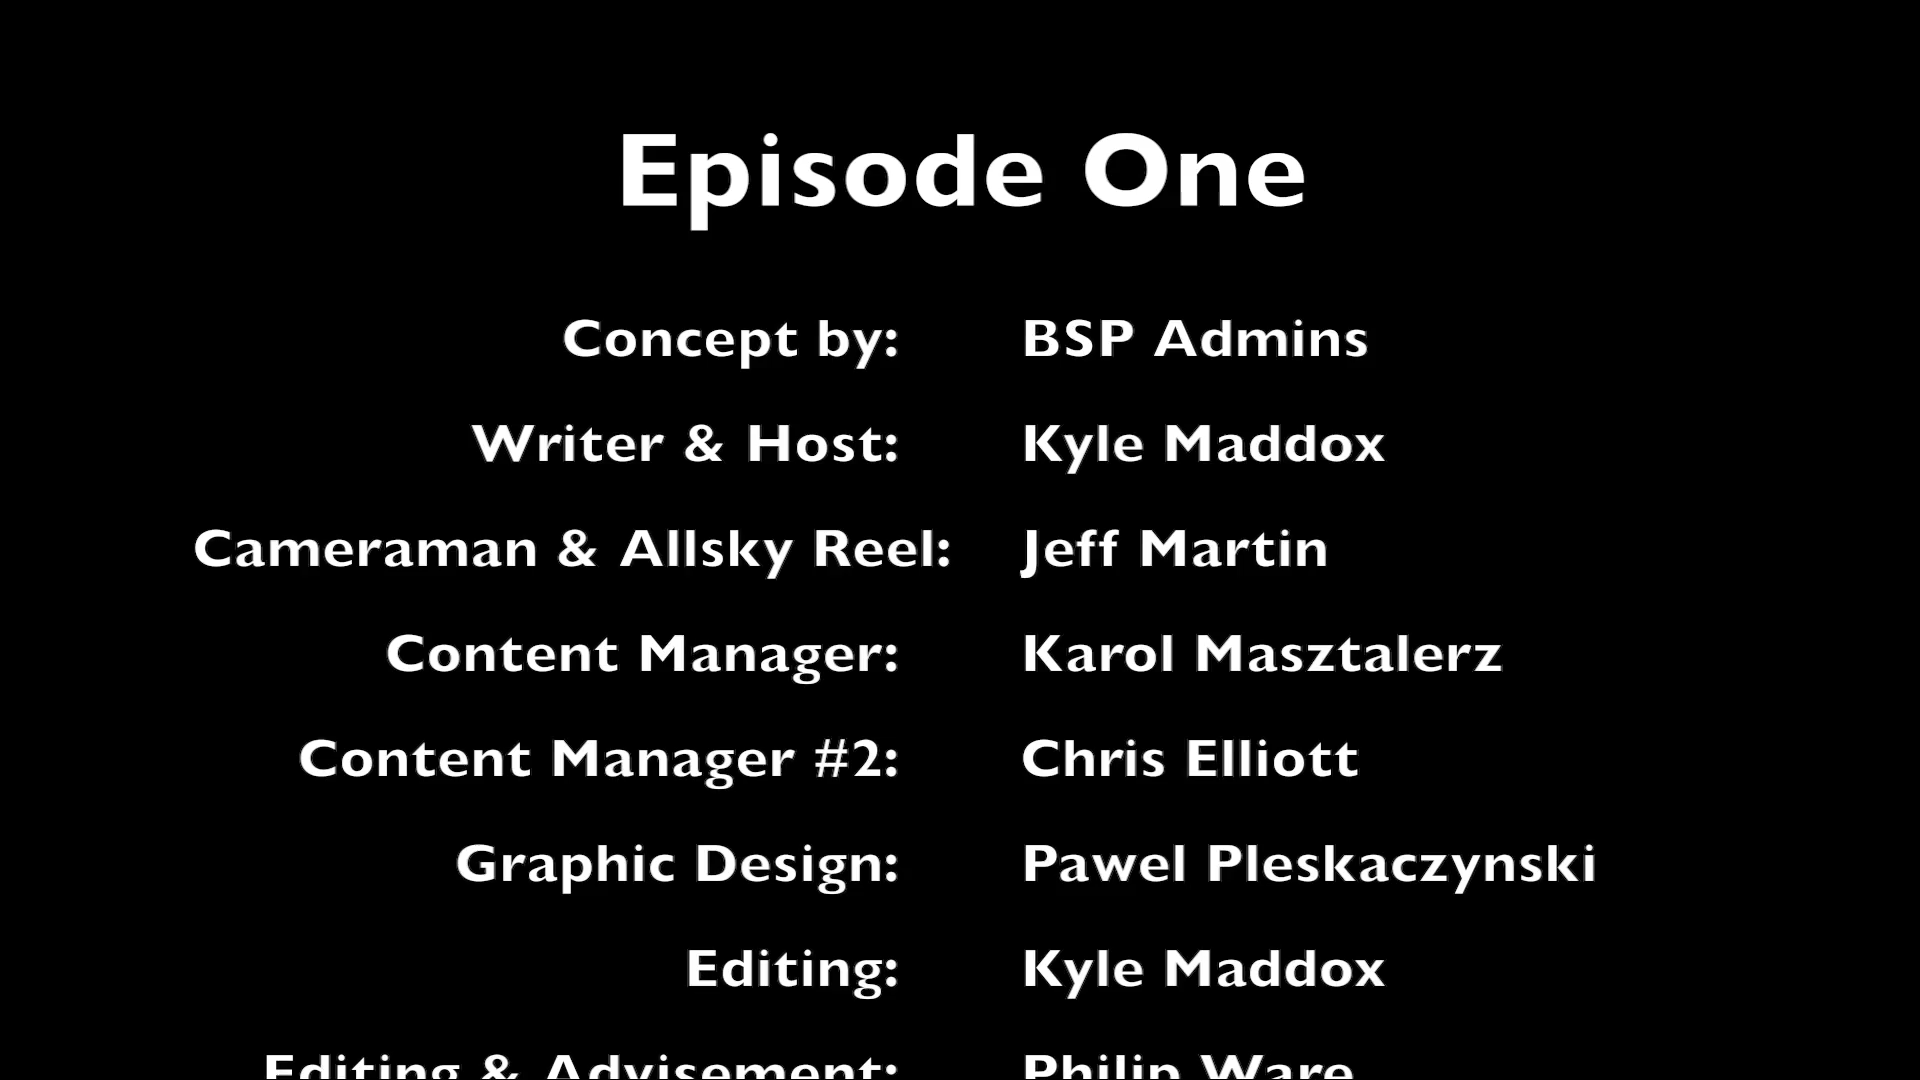 Episode One
Concept by: BSP Admins
Writer & Host: Kyle Maddox
Cameraman & Allsky Reel: Jeff Martin
Content Manager: Karol Masztalerz
Content Manager #2: Chris Elliott
Graphic Design: Pawel Pleskaczynski
Editing: Kyle Maddox
Editing & Advisement: Philip Ware